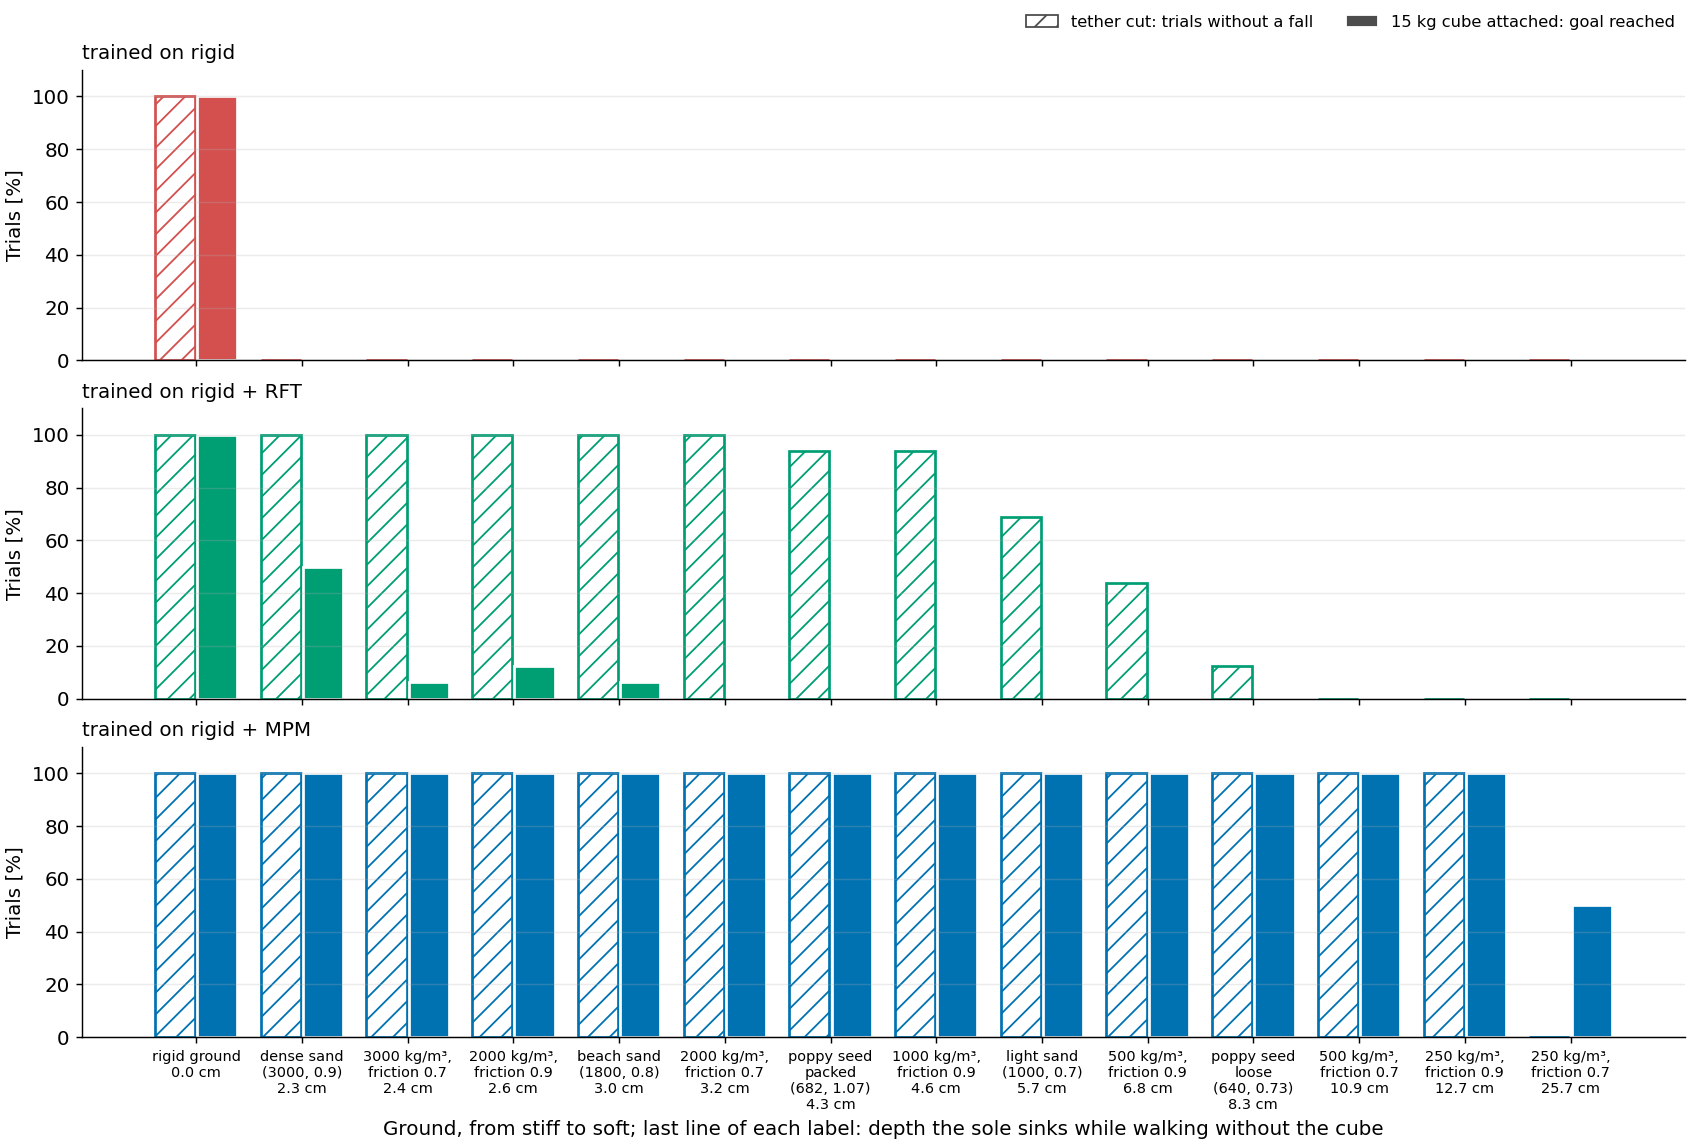 tether cut: trials without a fall
15 kg cube attached: goal reached
trained on rigid
Trials [%]
100
80
60
40
20
0
trained on rigid + RFT
Trials [%]
100
80
60
40
20
0
trained on rigid + MPM
Trials [%]
100
80
60
40
20
0
rigid ground
0.0 cm
dense sand
(3000, 0.9)
2.3 cm
3000 kg/m³,
friction 0.7
2.4 cm
2000 kg/m³,
friction 0.9
2.6 cm
beach sand
(1800, 0.8)
3.0 cm
2000 kg/m³,
friction 0.7
3.2 cm
poppy seed
packed
(682, 1.07)
4.3 cm
1000 kg/m³,
friction 0.9
4.6 cm
light sand
(1000, 0.7)
5.7 cm
500 kg/m³,
friction 0.9
6.8 cm
poppy seed
loose
(640, 0.73)
8.3 cm
500 kg/m³,
friction 0.7
10.9 cm
250 kg/m³,
friction 0.9
12.7 cm
250 kg/m³,
friction 0.7
25.7 cm
Ground, from stiff to soft; last line of each label: depth the sole sinks while walking without the cube